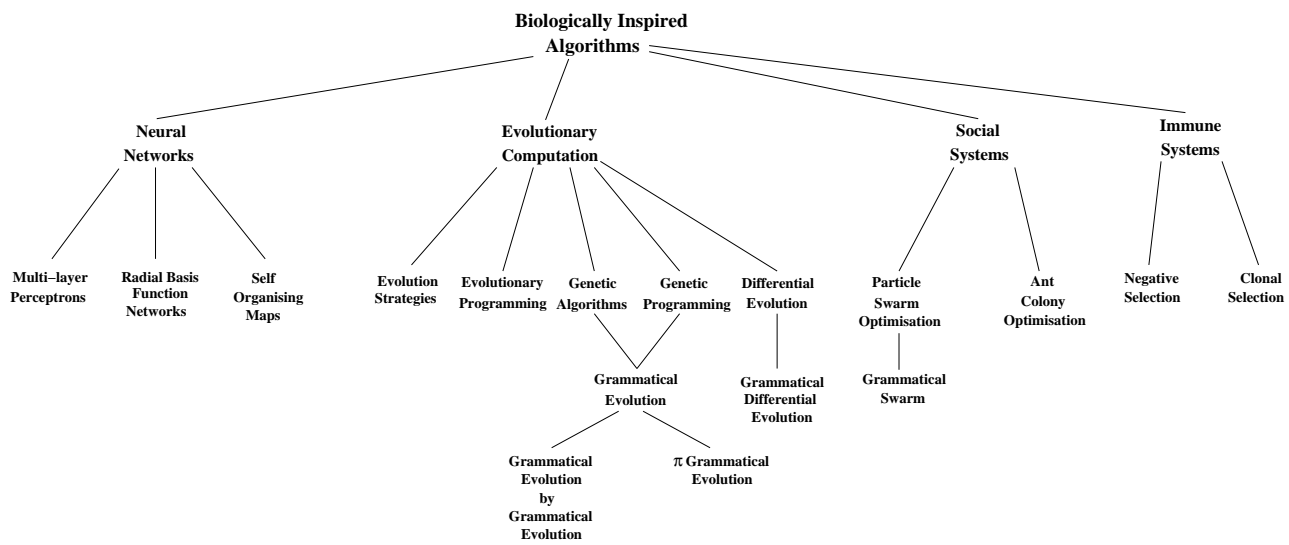 Biologically Inspired
Algorithms
Neural
Networks
Evolutionary
Computation
Social
Systems
Immune
Systems
Multi−layer
Perceptrons
Radial Basis
Function
Networks
Self
Organising
Maps
Evolution
Strategies
Evolutionary
Programming
Genetic
Algorithms
Genetic
Programming
Differential
Evolution
Particle
Swarm
Optimisation
Ant
Colony
Optimisation
Negative
Selection
Clonal
Selection
Grammatical
Evolution
Grammatical
Differential
Evolution
Grammatical
Swarm
Grammatical
Evolution
by
Grammatical
Evolution
π Grammatical
Evolution